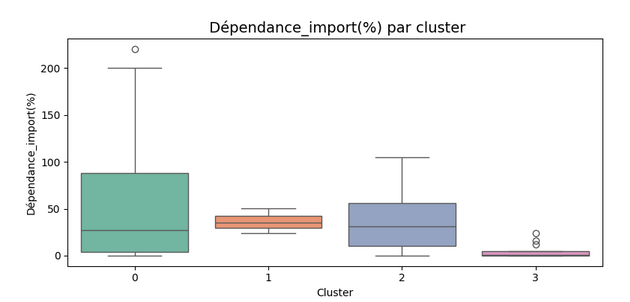 Dépendance_import(%) par cluster
Dépendance_import(%)
200
150
100
50
0
0 1 2 3
Cluster